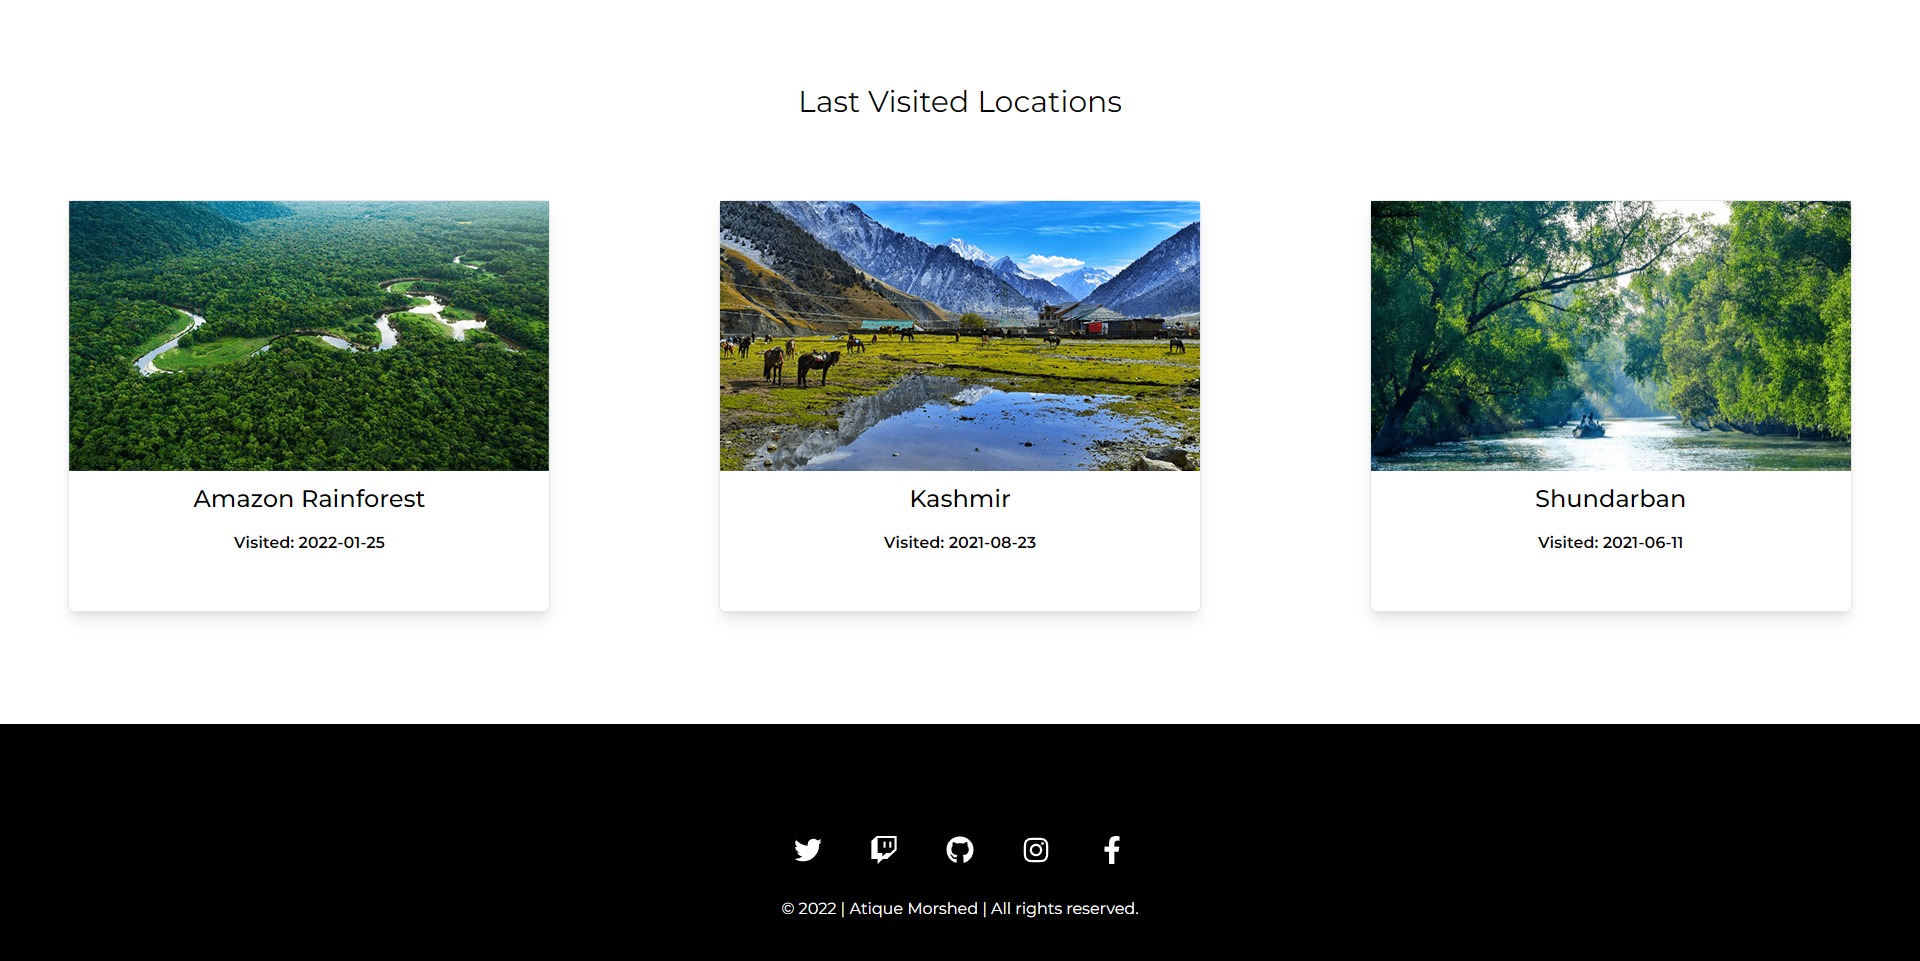 Last Visited Locations
Amazon Rainforest
Visited: 2022-01-25
Kashmir
Visited: 2021-08-23
Shundarban
Visited: 2021-06-11
© 2022 | Atique Morshed | All rights reserved.